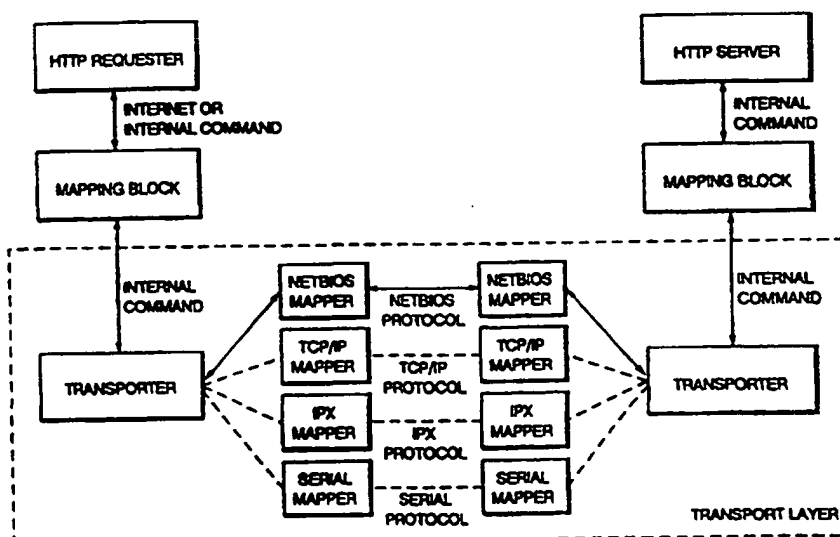 HTTP REQUESTER
HTTP SERVER
INTERNET OR
INTERNAL COMMAND
INTERNAL
COMMAND
MAPPING BLOCK
MAPPING BLOCK
INTERNAL
COMMAND
INTERNAL
COMMAND
NETBIOS
MAPPER
NETBIOS
PROTOCOL
NETBIOS
MAPPER
TRANSPORTER
TCP/IP
MAPPER
TCP/IP
PROTOCOL
TCP/IP
MAPPER
TRANSPORTER
IPX
MAPPER
IPX
PROTOCOL
IPX
MAPPER
SERIAL
MAPPER
SERIAL
PROTOCOL
SERIAL
MAPPER
TRANSPORT LAYER